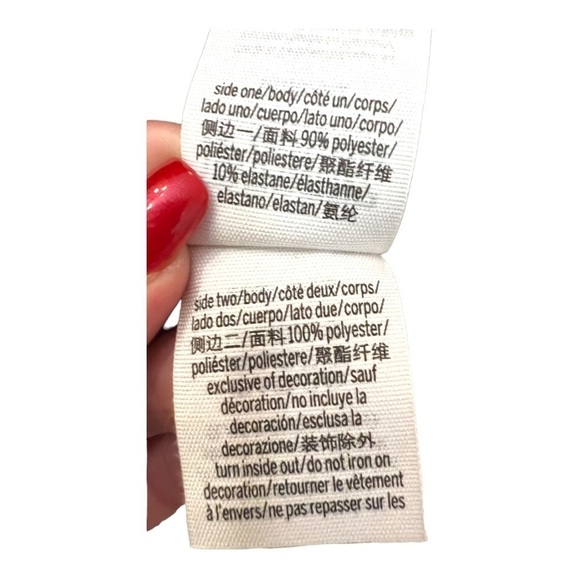 side one/body/côté un/corps/
lado uno/cuerpo/lato uno/corpo/
侧边一/面料 90% polyester/
poliéster/poliestere/聚酯纤维
10% elastane/élasthanne/
elastano/elastan/氨纶
side two/body/côté deux/corps/
lado dos/cuerpo/lato due/corpo/
侧边二/面料 100% polyester/
poliéster/poliestere/聚酯纤维
exclusive of decoration/sauf
décoration/no incluye la
decoración/esclusa la
decorazione/装饰除外
turn inside out/do not iron on
decoration/retourner le vêtement
à l'envers/ne pas repasser sur les